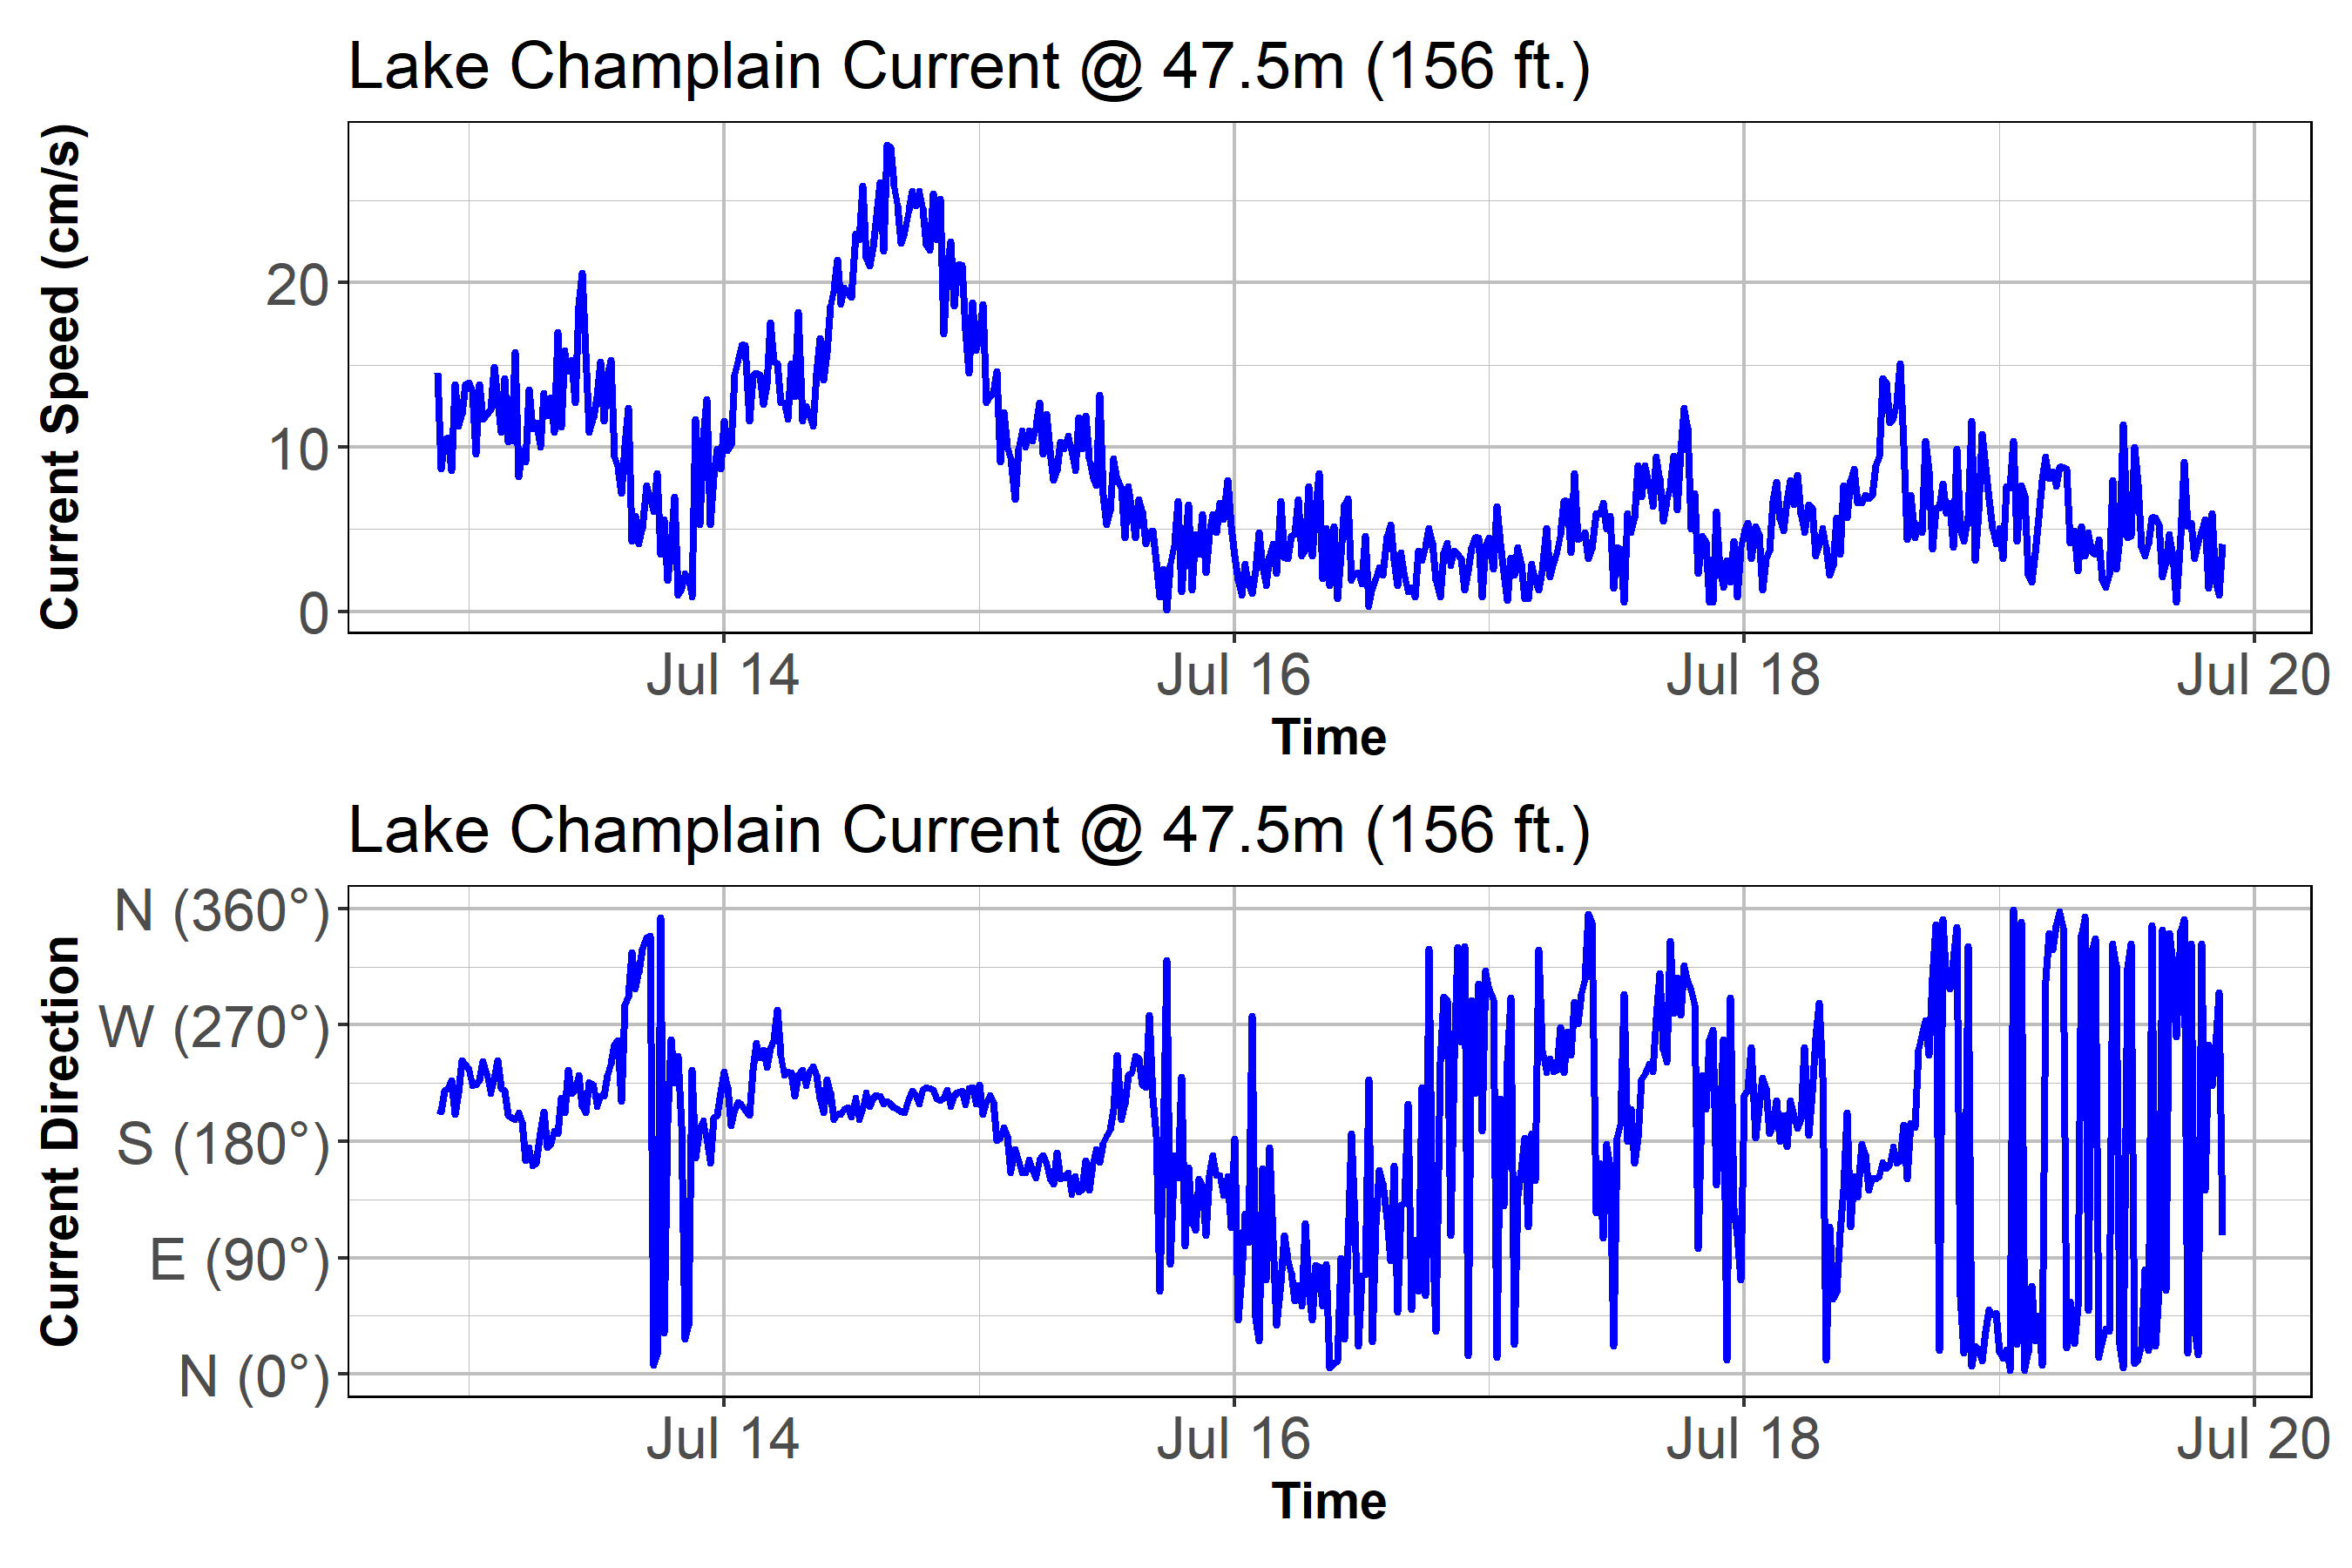 Lake Champlain Current @ 47.5m (156 ft.)
Current Speed (cm/s)
20
10
0
Jul 14 Jul 16 Jul 18 Jul 20
Time
Lake Champlain Current @ 47.5m (156 ft.)
Current Direction
N (360°)
W (270°)
S (180°)
E (90°)
N (0°)
Jul 14 Jul 16 Jul 18 Jul 20
Time